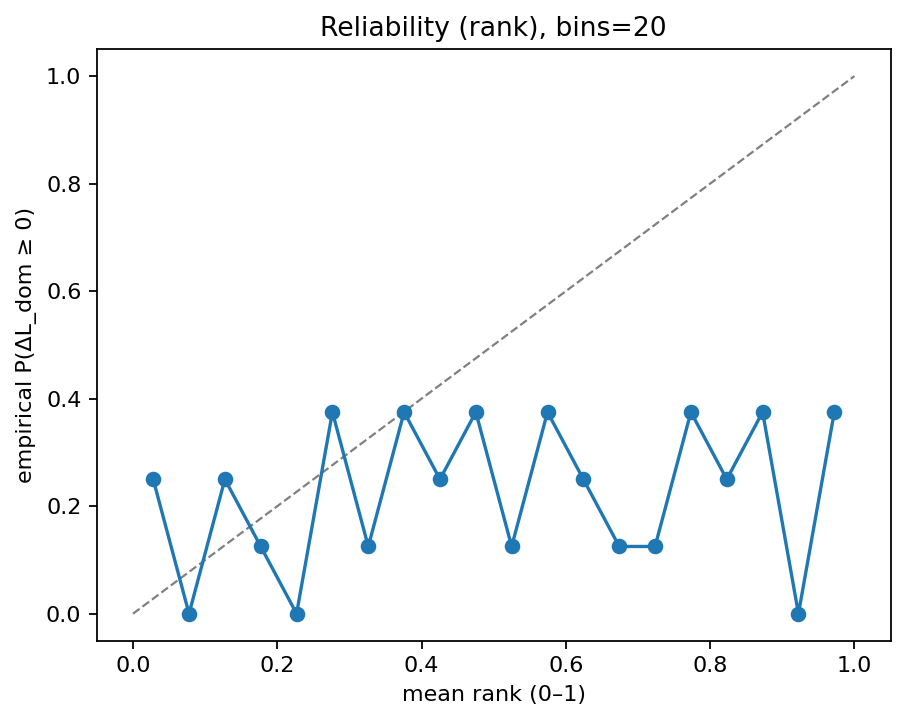 Reliability (rank), bins=20
1.0
0.8
0.6
0.4
0.2
0.0
empirical P(ΔL_dom ≥ 0)
0.0 0.2 0.4 0.6 0.8 1.0
mean rank (0–1)